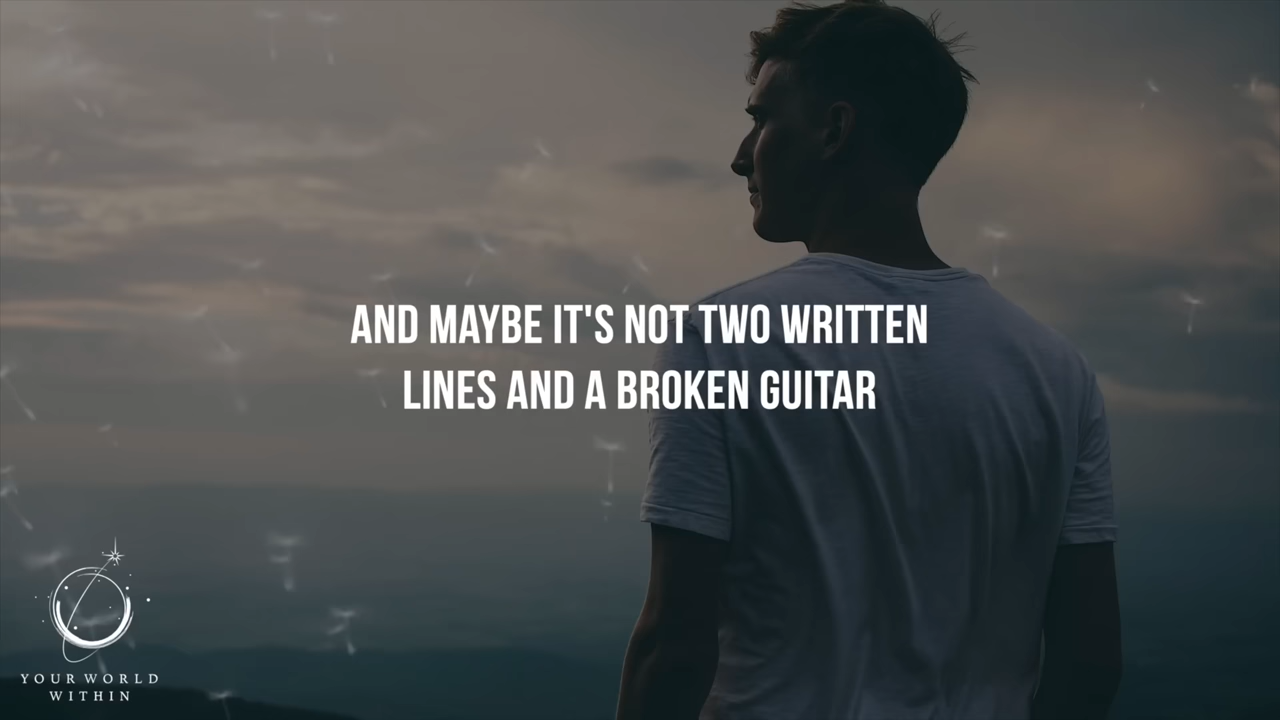 AND MAYBE IT'S NOT TWO WRITTEN
LINES AND A BROKEN GUITAR
YOUR WORLD
WITHIN